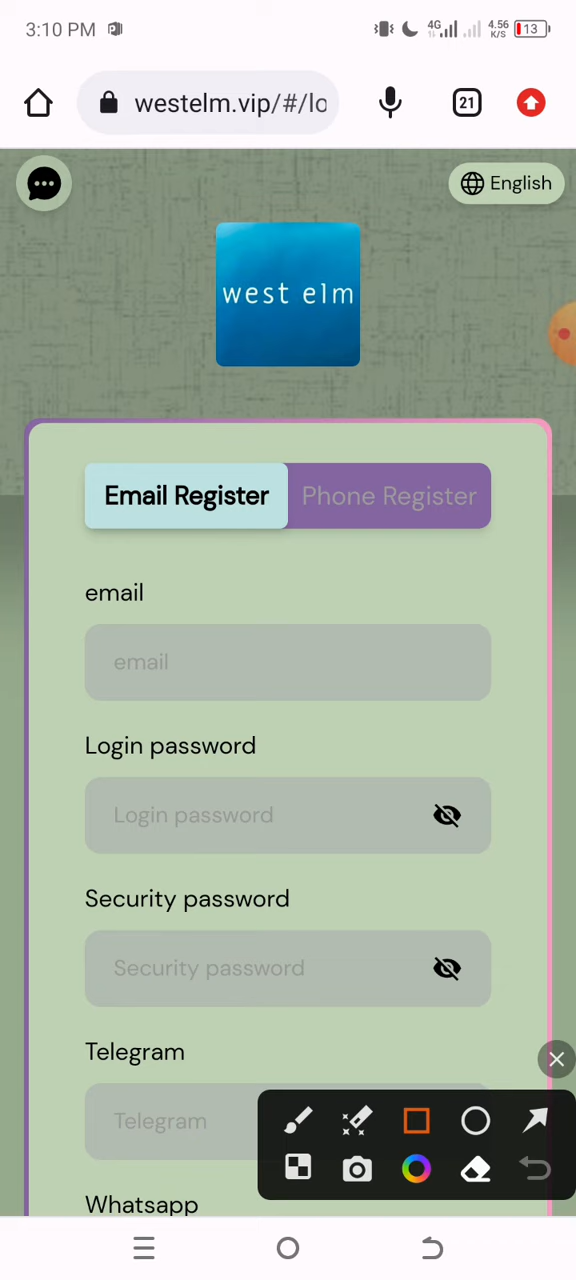 3:10 PM
4G
4.56
K/S
13
westelm.vip/#/lo
21
English
west elm
Email Register
Phone Register
email
email
Login password
Login password
Security password
Security password
Telegram
Telegram
Whatsapp